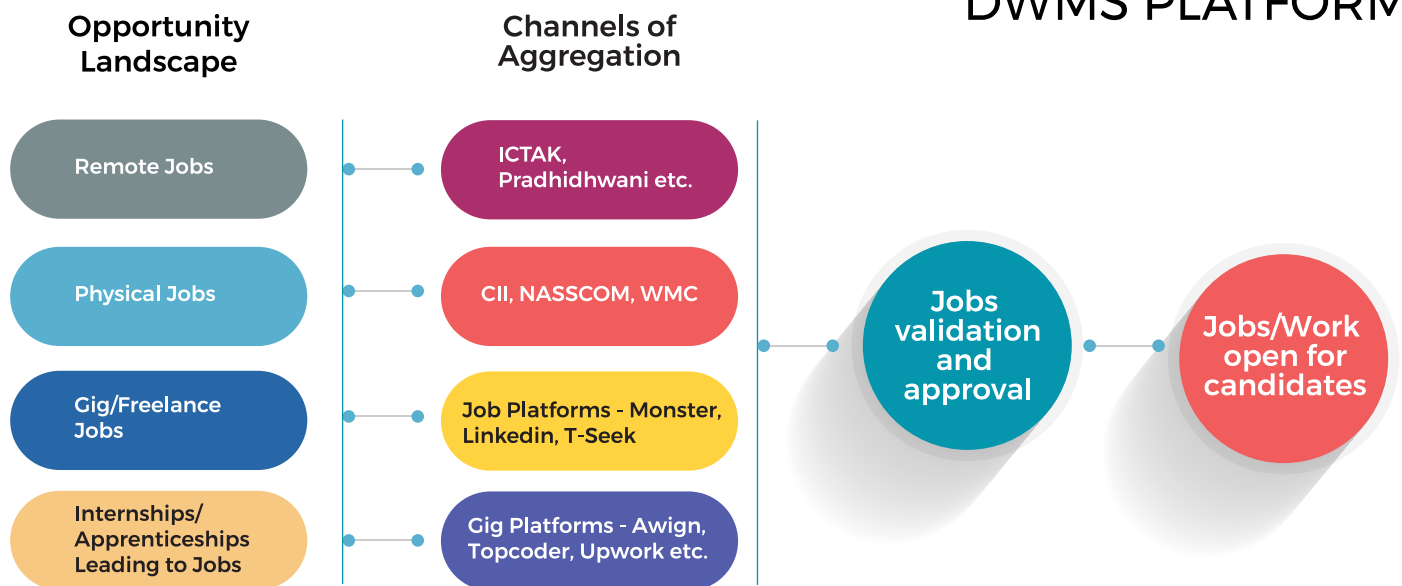 DWMS PLATFORM
Opportunity
Landscape
Channels of
Aggregation
Remote Jobs
ICTAK,
Pradhidhwani etc.
Physical Jobs
CII, NASSCOM, WMC
Gig/Freelance
Jobs
Job Platforms - Monster,
Linkedin, T-Seek
Internships/
Apprenticeships
Leading to Jobs
Gig Platforms - Awign,
Topcoder, Upwork etc.
Jobs
validation
and
approval
Jobs/Work
open for
candidates